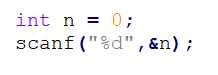 int n = 0;
scanf("%d",&n);